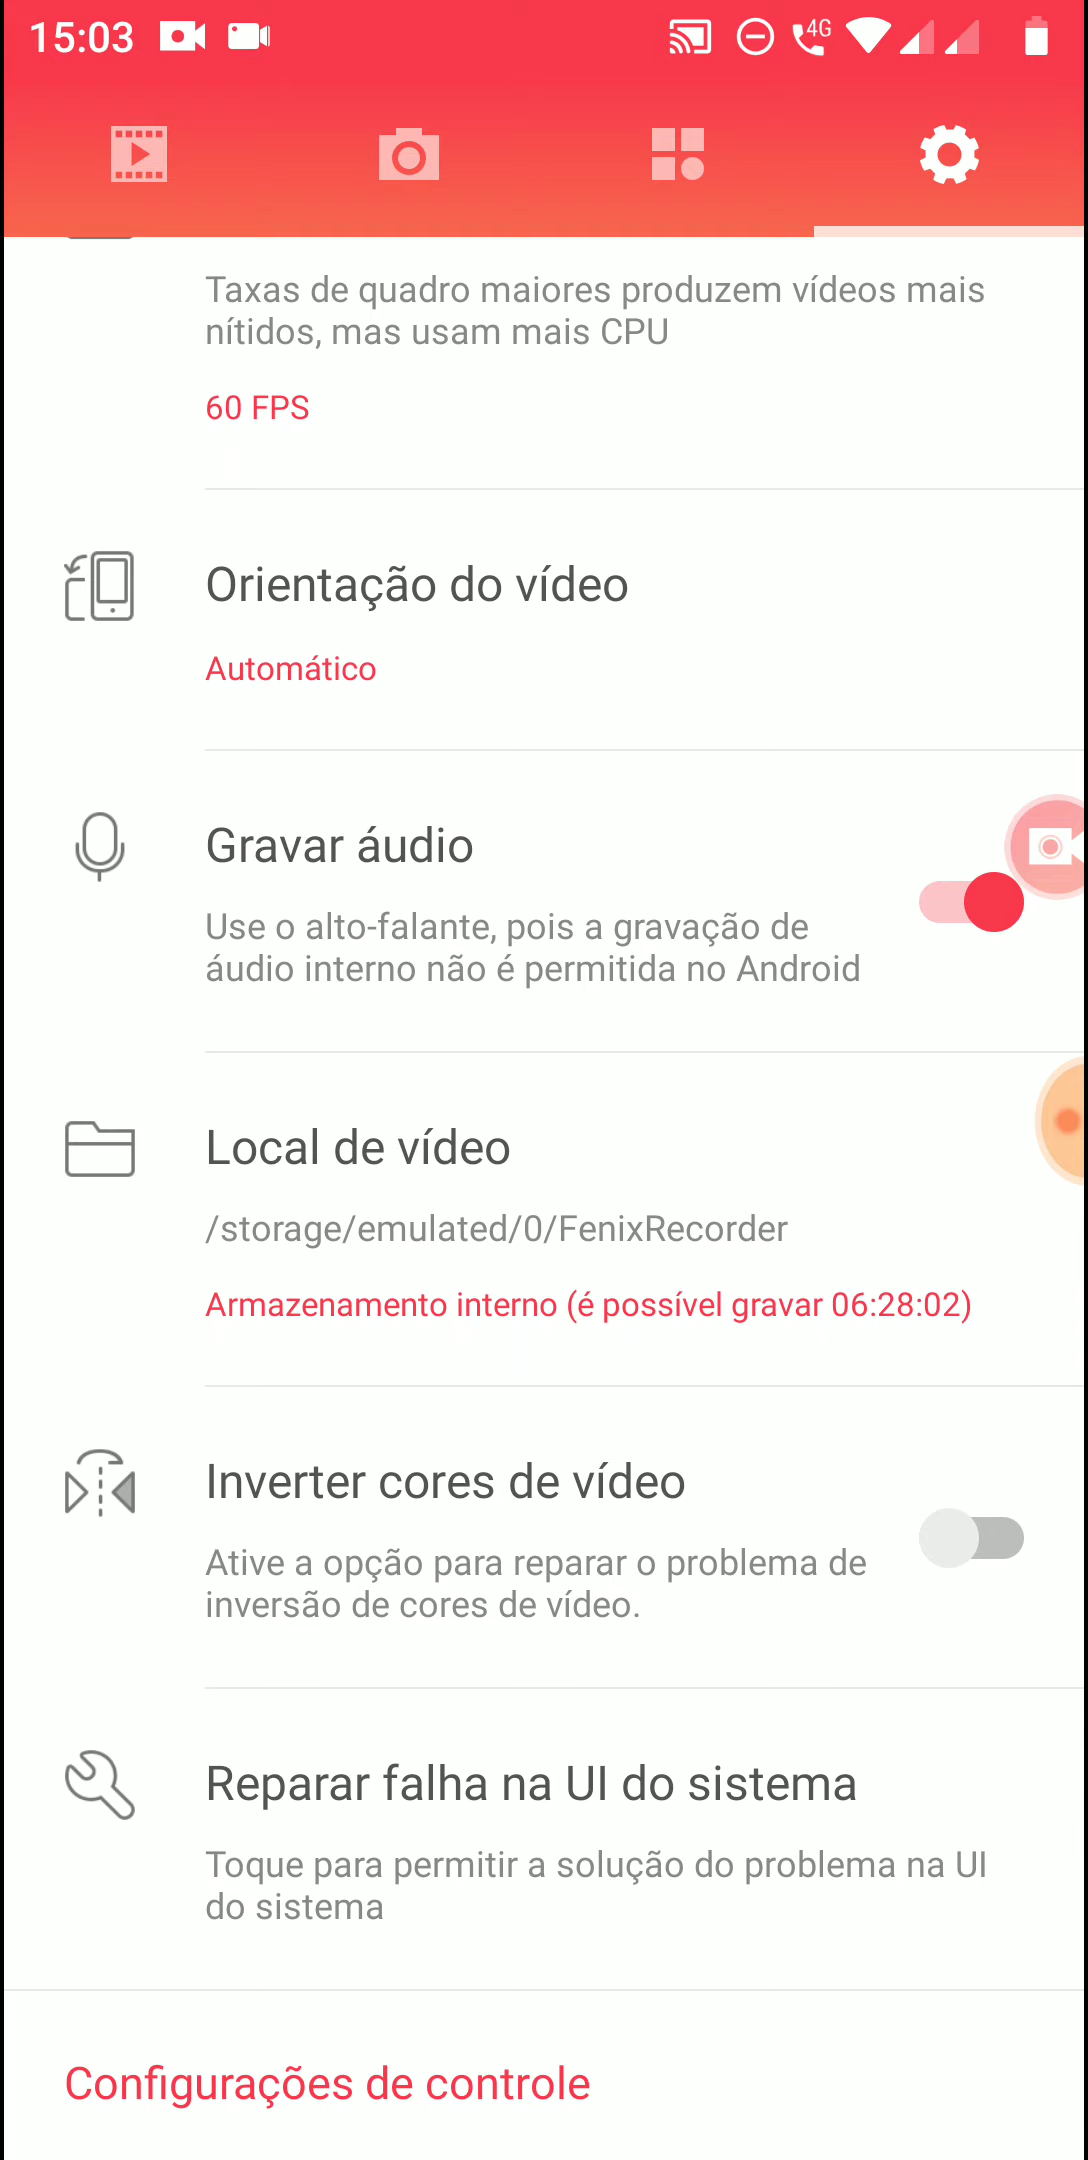 15:03
4G
Taxas de quadro maiores produzem vídeos mais
nítidos, mas usam mais CPU
60 FPS
Orientação do vídeo
Automático
Gravar áudio
Use o alto-falante, pois a gravação de
áudio interno não é permitida no Android
Local de vídeo
/storage/emulated/0/FenixRecorder
Armazenamento interno (é possível gravar 06:28:02)
Inverter cores de vídeo
Ative a opção para reparar o problema de
inversão de cores de vídeo.
Reparar falha na UI do sistema
Toque para permitir a solução do problema na UI
do sistema
Configurações de controle